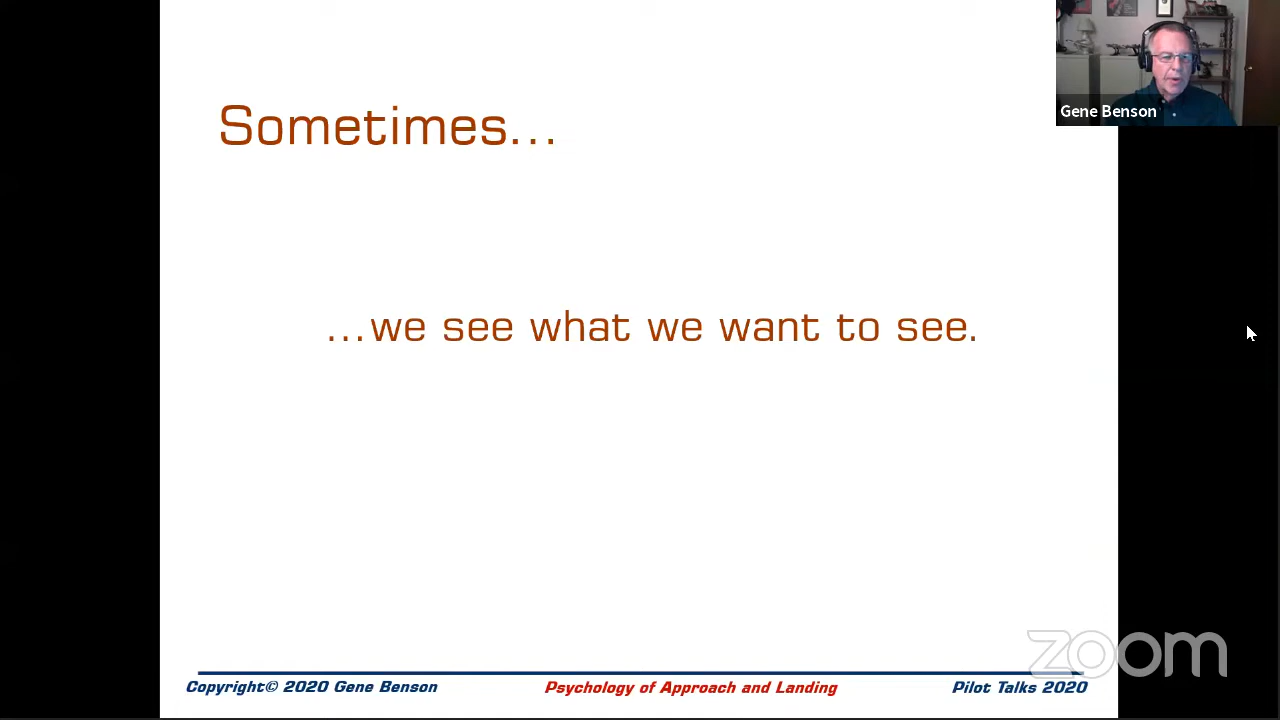 Sometimes...
...we see what we want to see.
Gene Benson
zoom
Copyright© 2020 Gene Benson
Psychology of Approach and Landing
Pilot Talks 2020